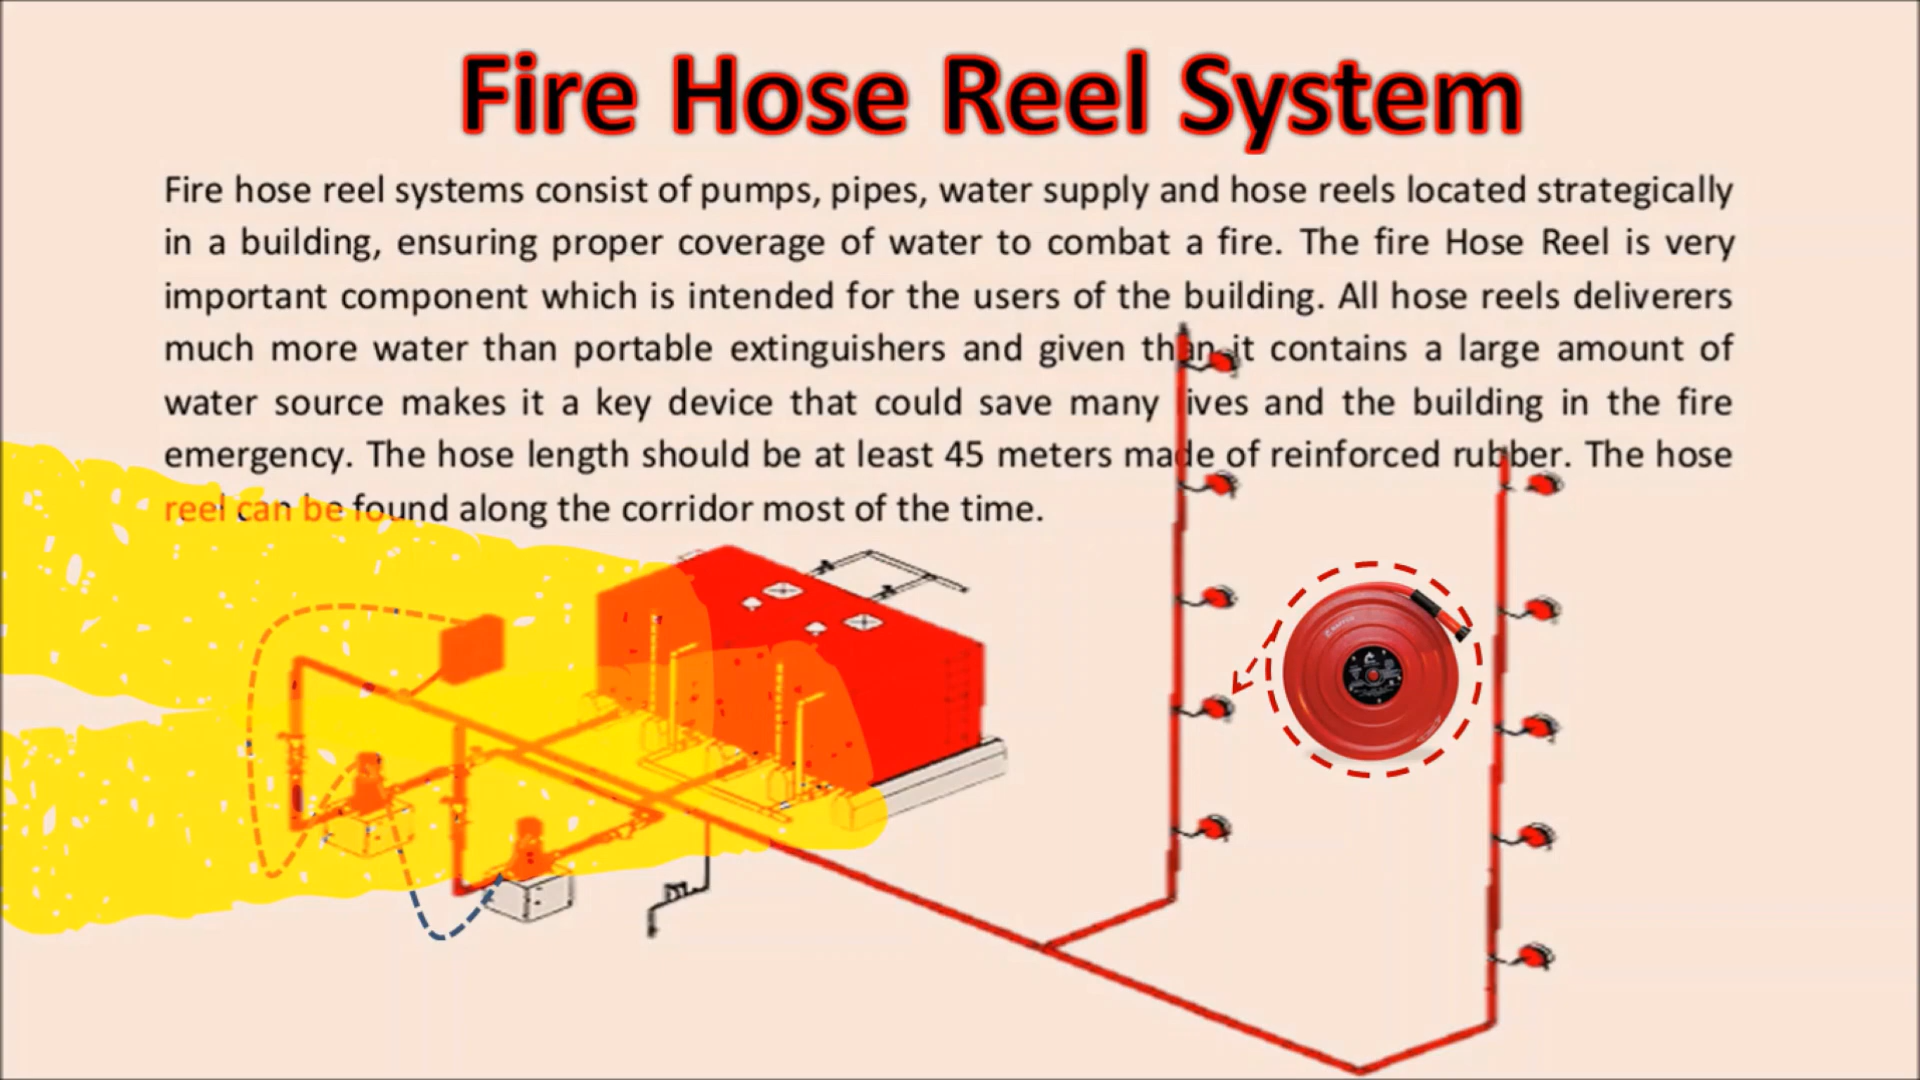 Fire Hose Reel System
Fire hose reel systems consist of pumps, pipes, water supply and hose reels located strategically
in a building, ensuring proper coverage of water to combat a fire. The fire Hose Reel is very
important component which is intended for the users of the building. All hose reels deliverers
much more water than portable extinguishers and given than it contains a large amount of
water source makes it a key device that could save many lives and the building in the fire
emergency. The hose length should be at least 45 meters made of reinforced rubber. The hose
reel can be found along the corridor most of the time.